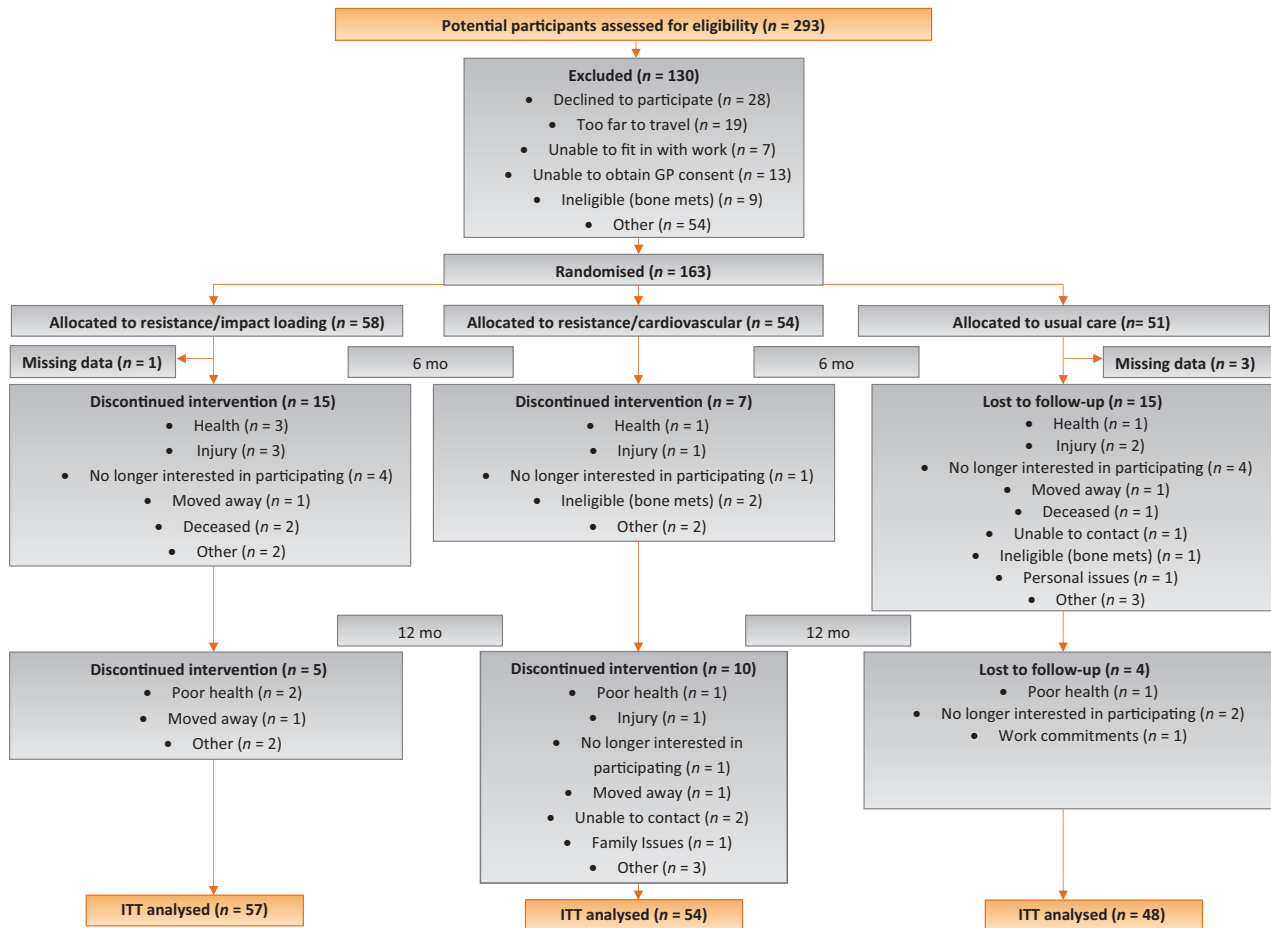 Potential participants assessed for eligibility (n = 293)
Excluded (n = 130)
• Declined to participate (n = 28)
• Too far to travel (n = 19)
• Unable to fit in with work (n = 7)
• Unable to obtain GP consent (n = 13)
• Ineligible (bone mets) (n = 9)
• Other (n = 54)
Randomised (n = 163)
Allocated to resistance/impact loading (n = 58)
Allocated to resistance/cardiovascular (n = 54)
Allocated to usual care (n = 51)
Missing data (n = 1)
6 mo
6 mo
Missing data (n = 3)
Discontinued intervention (n = 15)
• Health (n = 3)
• Injury (n = 3)
• No longer interested in participating (n = 4)
• Moved away (n = 1)
• Deceased (n = 2)
• Other (n = 2)
Discontinued intervention (n = 7)
• Health (n = 1)
• Injury (n = 1)
• No longer interested in participating (n = 1)
• Ineligible (bone mets) (n = 2)
• Other (n = 2)
Lost to follow-up (n = 15)
• Health (n = 1)
• Injury (n = 2)
• No longer interested in participating (n = 4)
• Moved away (n = 1)
• Deceased (n = 1)
• Unable to contact (n = 1)
• Ineligible (bone mets) (n = 1)
• Personal issues (n = 1)
• Other (n = 3)
12 mo
12 mo
Discontinued intervention (n = 5)
• Poor health (n = 2)
• Moved away (n = 1)
• Other (n = 2)
Discontinued intervention (n = 10)
• Poor health (n = 1)
• Injury (n = 1)
• No longer interested in
participating (n = 1)
• Moved away (n = 1)
• Unable to contact (n = 2)
• Family Issues (n = 1)
• Other (n = 3)
Lost to follow-up (n = 4)
• Poor health (n = 1)
• No longer interested in participating (n = 2)
• Work commitments (n = 1)
ITT analysed (n = 57)
ITT analysed (n = 54)
ITT analysed (n = 48)